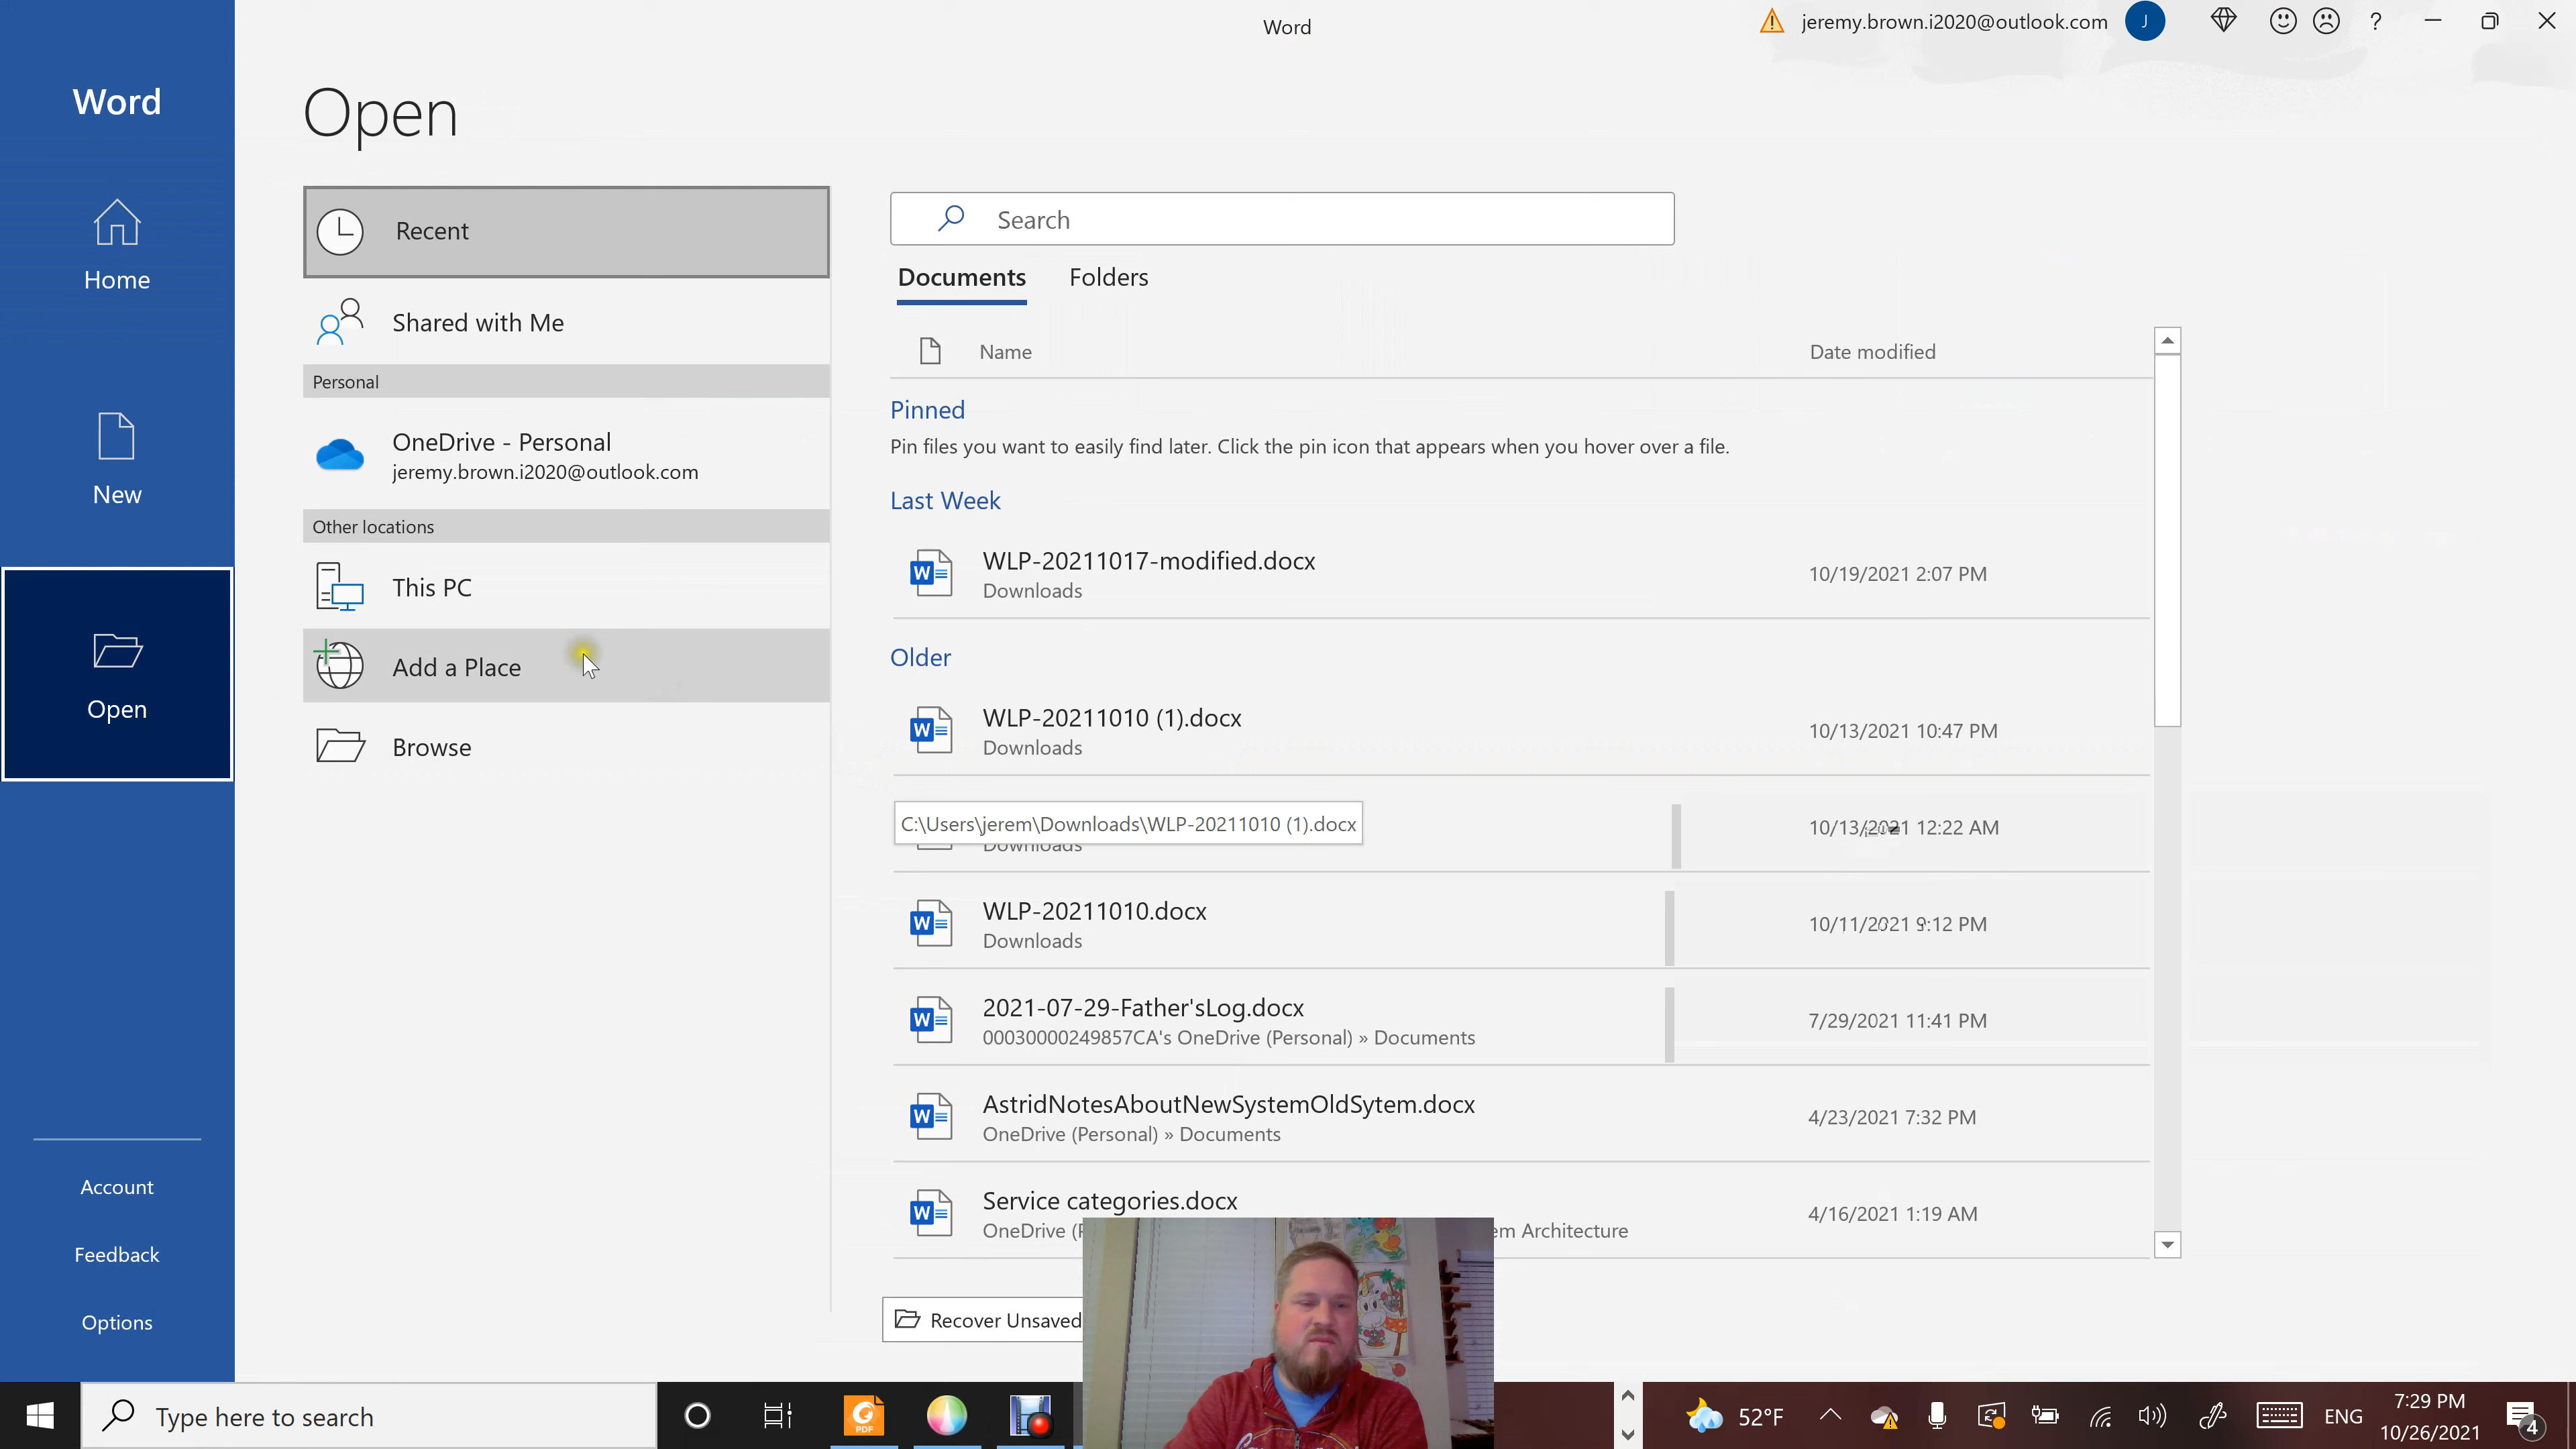 Word
jeremy.brown.i2020@outlook.com
J
?
Word
Home
New
Open
Account
Feedback
Options
Open
Recent
Shared with Me
Personal
OneDrive - Personal
jeremy.brown.i2020@outlook.com
Other locations
This PC
Add a Place
Browse
Search
Documents Folders
Name Date modified
Pinned
Pin files you want to easily find later. Click the pin icon that appears when you hover over a file.
Last Week
WLP-20211017-modified.docx
Downloads
10/19/2021 2:07 PM
Older
WLP-20211010 (1).docx
Downloads
10/13/2021 10:47 PM
C:\Users\jerem\Downloads\WLP-20211010 (1).docx
Downloads
10/13/2021 12:22 AM
WLP-20211010.docx
Downloads
10/11/2021 9:12 PM
2021-07-29-Father'sLog.docx
00030000249857CA's OneDrive (Personal) » Documents
7/29/2021 11:41 PM
AstridNotesAboutNewSystemOldSytem.docx
OneDrive (Personal) » Documents
4/23/2021 7:32 PM
Service categories.docx
OneDrive Architecture
4/16/2021 1:19 AM
Recover Unsaved
Type here to search
PDF
52°F
ENG
7:29 PM
10/26/2021
4